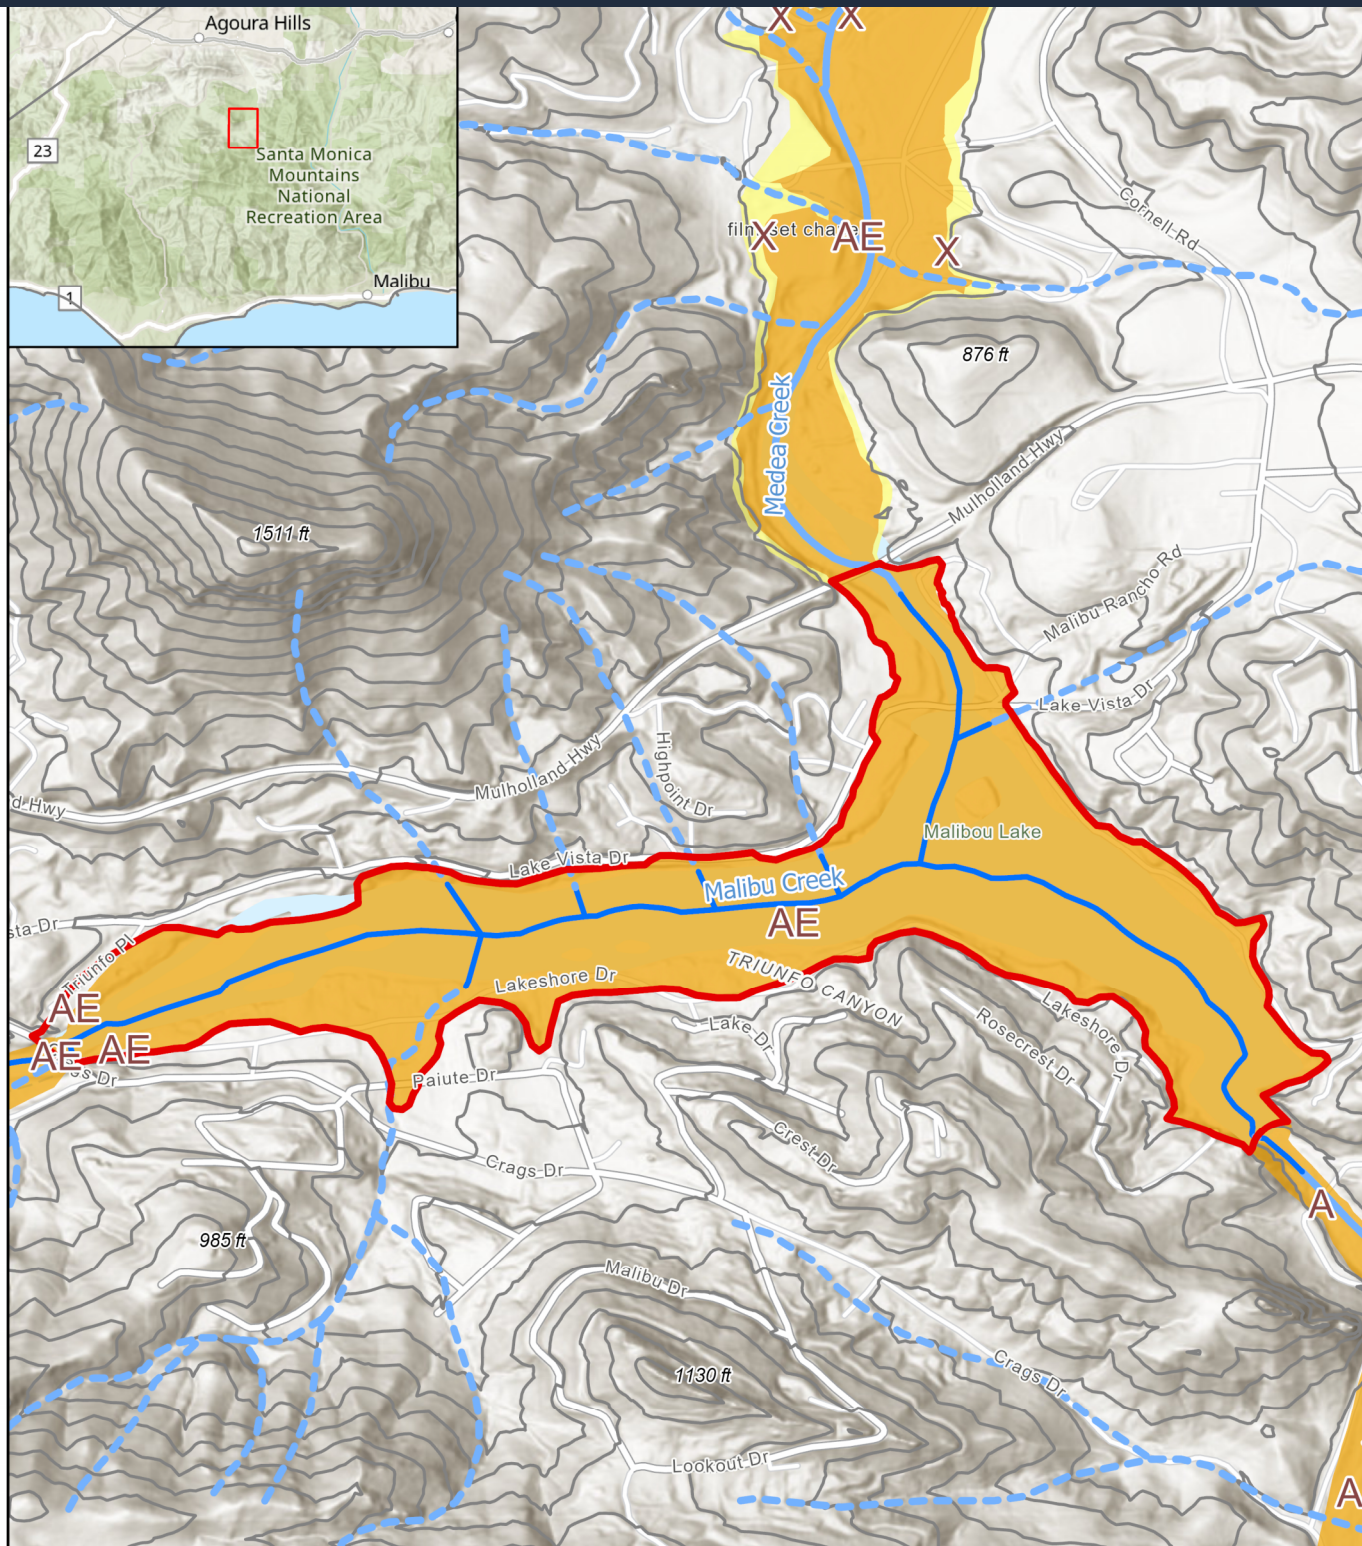 Agoura Hills
23
Santa Monica
Mountains
National
Recreation Area
Malibu
1
X
X
Cornell Rd
X
AE
X
876 ft
Medea Creek
Mulholland Hwy
1511 ft
Malibu Rancho Rd
Lake Vista Dr
Highpoint Dr
Mulholland Hwy
d Hwy
Malibou Lake
Lake Vista Dr
Malibu Creek
AE
sta Dr
Triunfo Pl
TRIUNFO CANYON
Lakeshore Dr
AE
AE
AE
gs Dr
Lake Dr
Rosecrest Dr
Lakeshore Dr
Paiute Dr
Crest Dr
Crags Dr
A
985 ft
Malibu Dr
1130 ft
Crags Dr
Lookout Dr
A